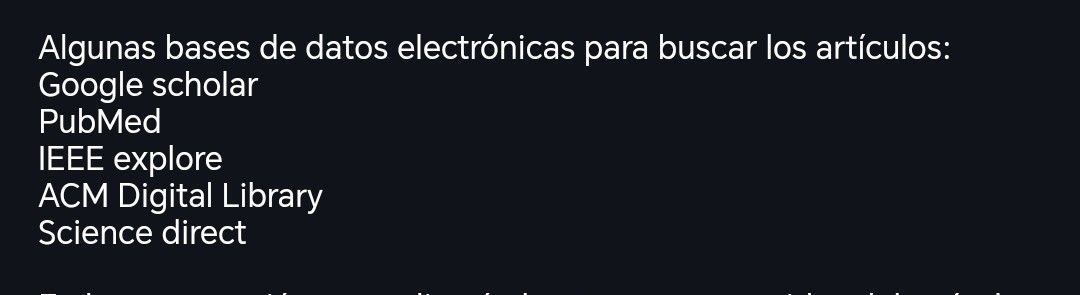 Algunas bases de datos electrónicas para buscar los artículos:
Google scholar
PubMed
IEEE explore
ACM Digital Library
Science direct